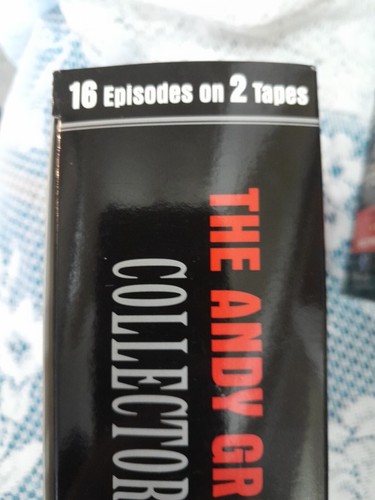 16 Episodes on 2 Tapes
THE ANDY GR
COLLECTOR